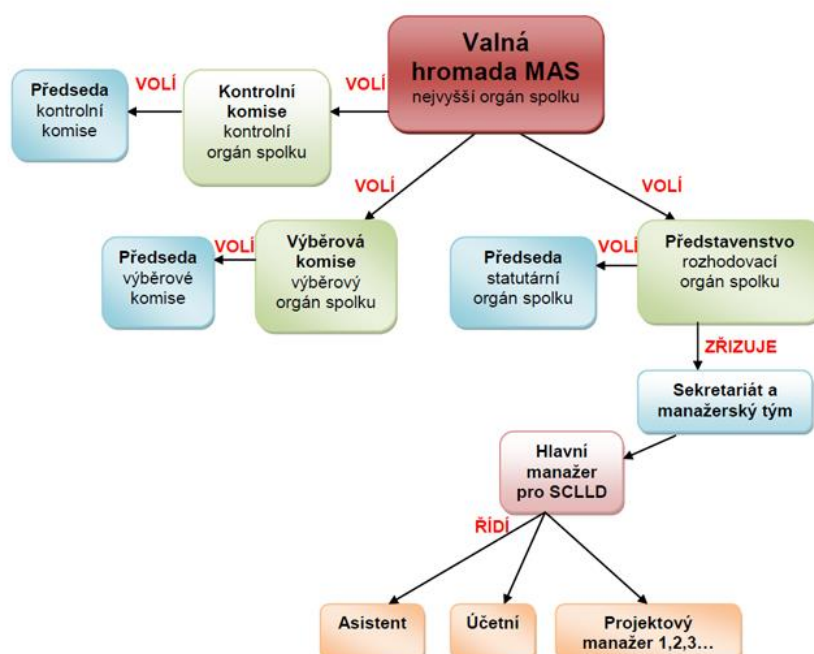 Valná
hromada MAS
nejvyšší orgán spolku
VOLÍ
VOLÍ
Předseda
kontrolní
komise
Kontrolní
komise
kontrolní
orgán spolku
VOLÍ
VOLÍ
Předseda
výběrové
komise
VOLÍ
Výběrová
komise
výběrový
orgán spolku
Předseda
statutární
orgán spolku
VOLÍ
Představenstvo
rozhodovací
orgán spolku
ZŘIZUJE
Sekretariát a
manažerský tým
Hlavní
manažer
pro SCLLD
ŘÍDÍ
Asistent
Účetní
Projektový
manažer 1,2,3…